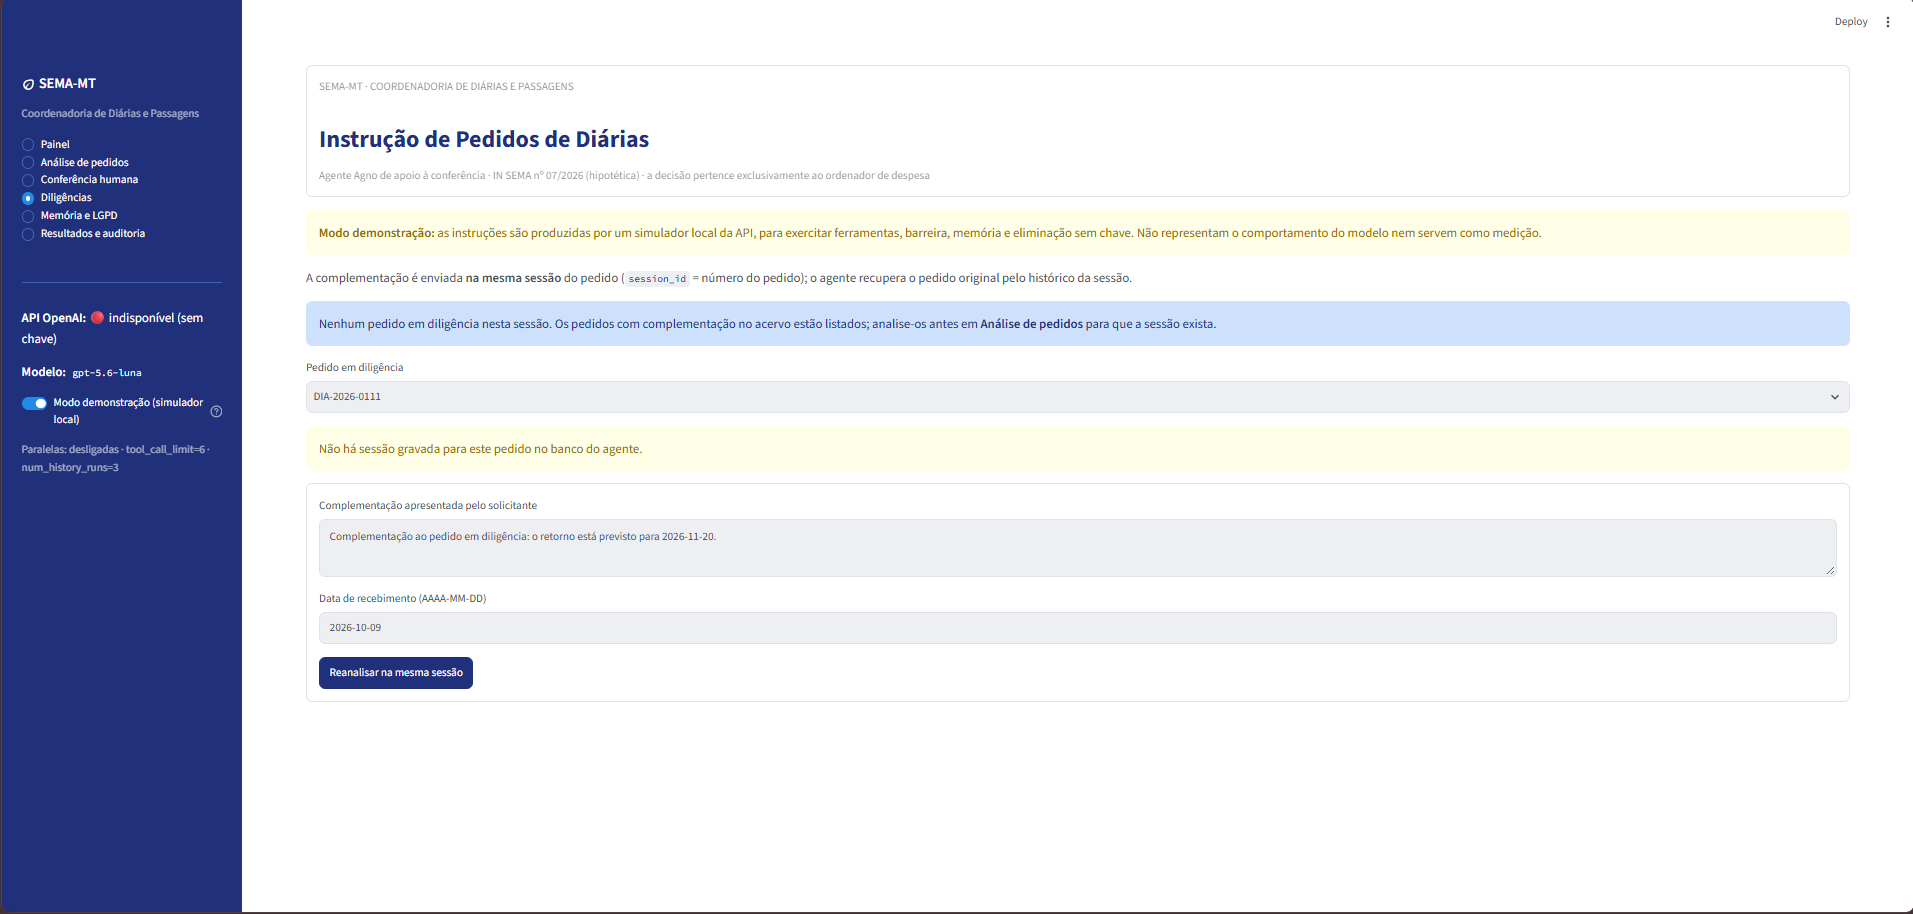 Deploy
SEMA-MT
Coordenadoria de Diárias e Passagens
Painel
Análise de pedidos
Conferência humana
Diligências
Memória e LGPD
Resultados e auditoria
API OpenAI: indisponível (sem
chave)
Modelo: gpt-5.6-luna
Modo demonstração (simulador
local)
Paralelas: desligadas · tool_call_limit=6 ·
num_history_runs=3
SEMA-MT · COORDENADORIA DE DIÁRIAS E PASSAGENS
Instrução de Pedidos de Diárias
Agente Agno de apoio à conferência · IN SEMA nº 07/2026 (hipotética) · a decisão pertence exclusivamente ao ordenador de despesa
Modo demonstração: as instruções são produzidas por um simulador local da API, para exercitar ferramentas, barreira, memória e eliminação sem chave. Não representam o comportamento do modelo nem servem como medição.
A complementação é enviada na mesma sessão do pedido (session_id = número do pedido); o agente recupera o pedido original pelo histórico da sessão.
Nenhum pedido em diligência nesta sessão. Os pedidos com complementação no acervo estão listados; analise-os antes em Análise de pedidos para que a sessão exista.
Pedido em diligência
DIA-2026-0111
Não há sessão gravada para este pedido no banco do agente.
Complementação apresentada pelo solicitante
Complementação ao pedido em diligência: o retorno está previsto para 2026-11-20.
Data de recebimento (AAAA-MM-DD)
2026-10-09
Reanalisar na mesma sessão